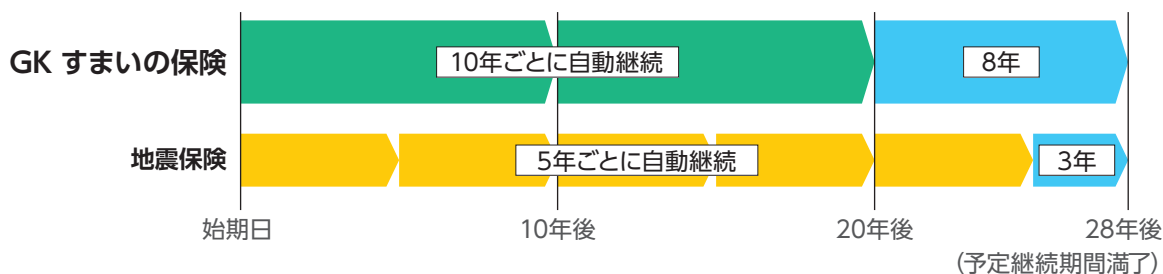 GK すまいの保険
10年ごとに自動継続
8年
地震保険
5年ごとに自動継続
3年
始期日
10年後
20年後
28年後
(予定継続期間満了)